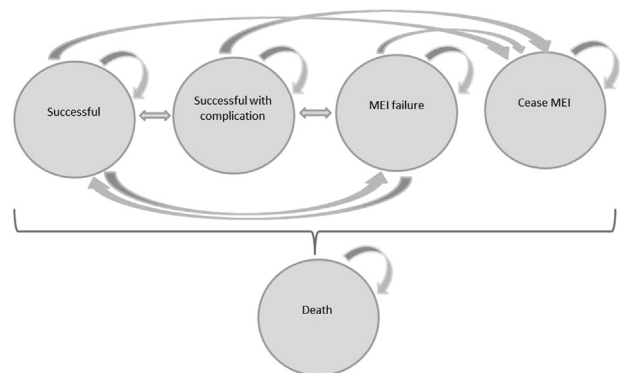 Successful
Successful with
complication
MEI failure
Cease MEI
Death